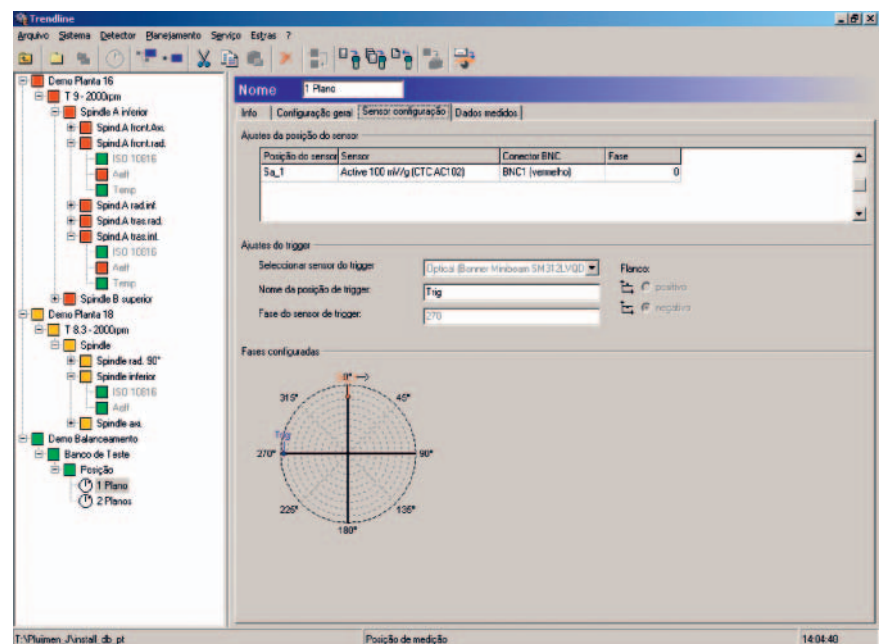 Trendline
Arquivo Sistema Detector Planejamento Serviço Extras ?
Demo Planta 16
T 9 - 2000rpm
Spindle A inferior
Spind.A front.Axi.
Spind.A front.rad.
ISO 10816
Aeff
Temp
Spind.A rad.inf.
Spind.A tras.rad.
Spind.A tras.inf.
ISO 10816
Aeff
Temp
Spindle B superior
Demo Planta 18
T 8.3 - 2000rpm
Spindle
Spindle rad. 90°
Spindle inferior
ISO 10816
Aeff
Spindle axi.
Demo Balanceamento
Banco de Teste
Posição
1 Plano
2 Planos
Nome 1 Plano
Info Configuração geral Sensor configuração Dados medidos
Ajustes da posição do sensor
Posição do sensor Sensor Conector BNC Fase
Sa_1 Active 100 mV/g (CTC AC102) BNC1 (vermelho) 0
Ajustes do trigger
Seleccionar sensor do trigger Optical (Banner Minibeam SM312LVQD Flanco:
positivo
Nome da posição de trigger: Trig
negativo
Fase do sensor de trigger: 270
Fases configuradas
0°
315° 45°
Trig
270° 90°
225° 135°
180°
T:\Pluimen_J\install_db_pt Posição de medição 14:04:40